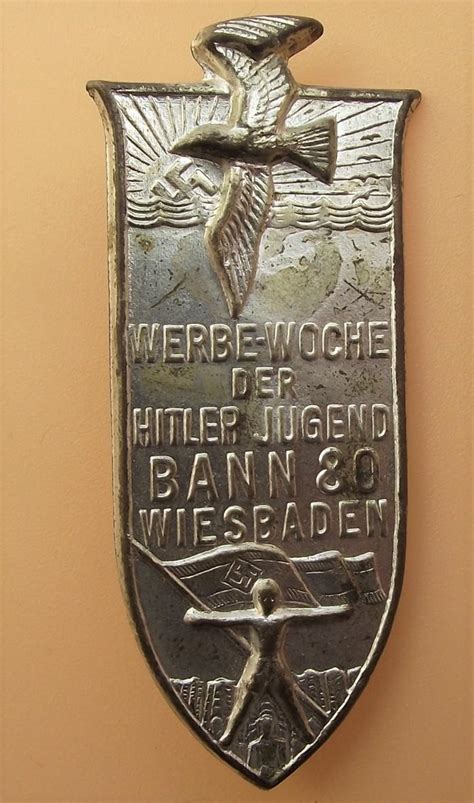 WERBE-WOCHE
DER
HITLER JUGEND
BANN 80
WIESBADEN